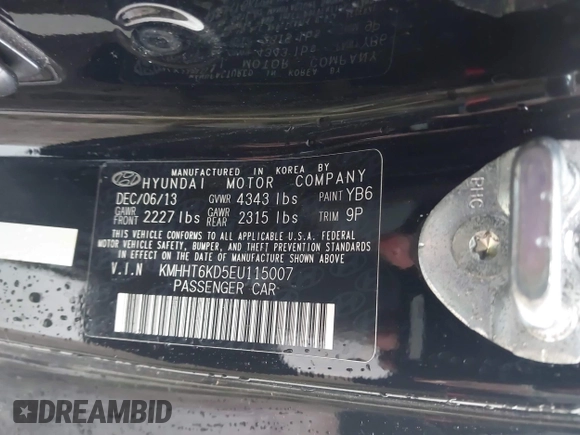 MANUFACTURED IN KOREA BY
HYUNDAI MOTOR COMPANY
DEC/06/13 GVWR 4343 lbs PAINT YB6
GAWR FRONT 2227 lbs GAWR REAR 2315 lbs TRIM 9P
THIS VEHICLE CONFORMS TO ALL APPLICABLE U.S. FEDERAL
MOTOR VEHICLE SAFETY, BUMPER, AND THEFT PREVENTION STANDARDS
IN EFFECT ON THE DATE OF MANUFACTURE SHOWN ABOVE.
V.I.N KMHHT6KD5EU115007
PASSENGER CAR
PHC
DREAMBID